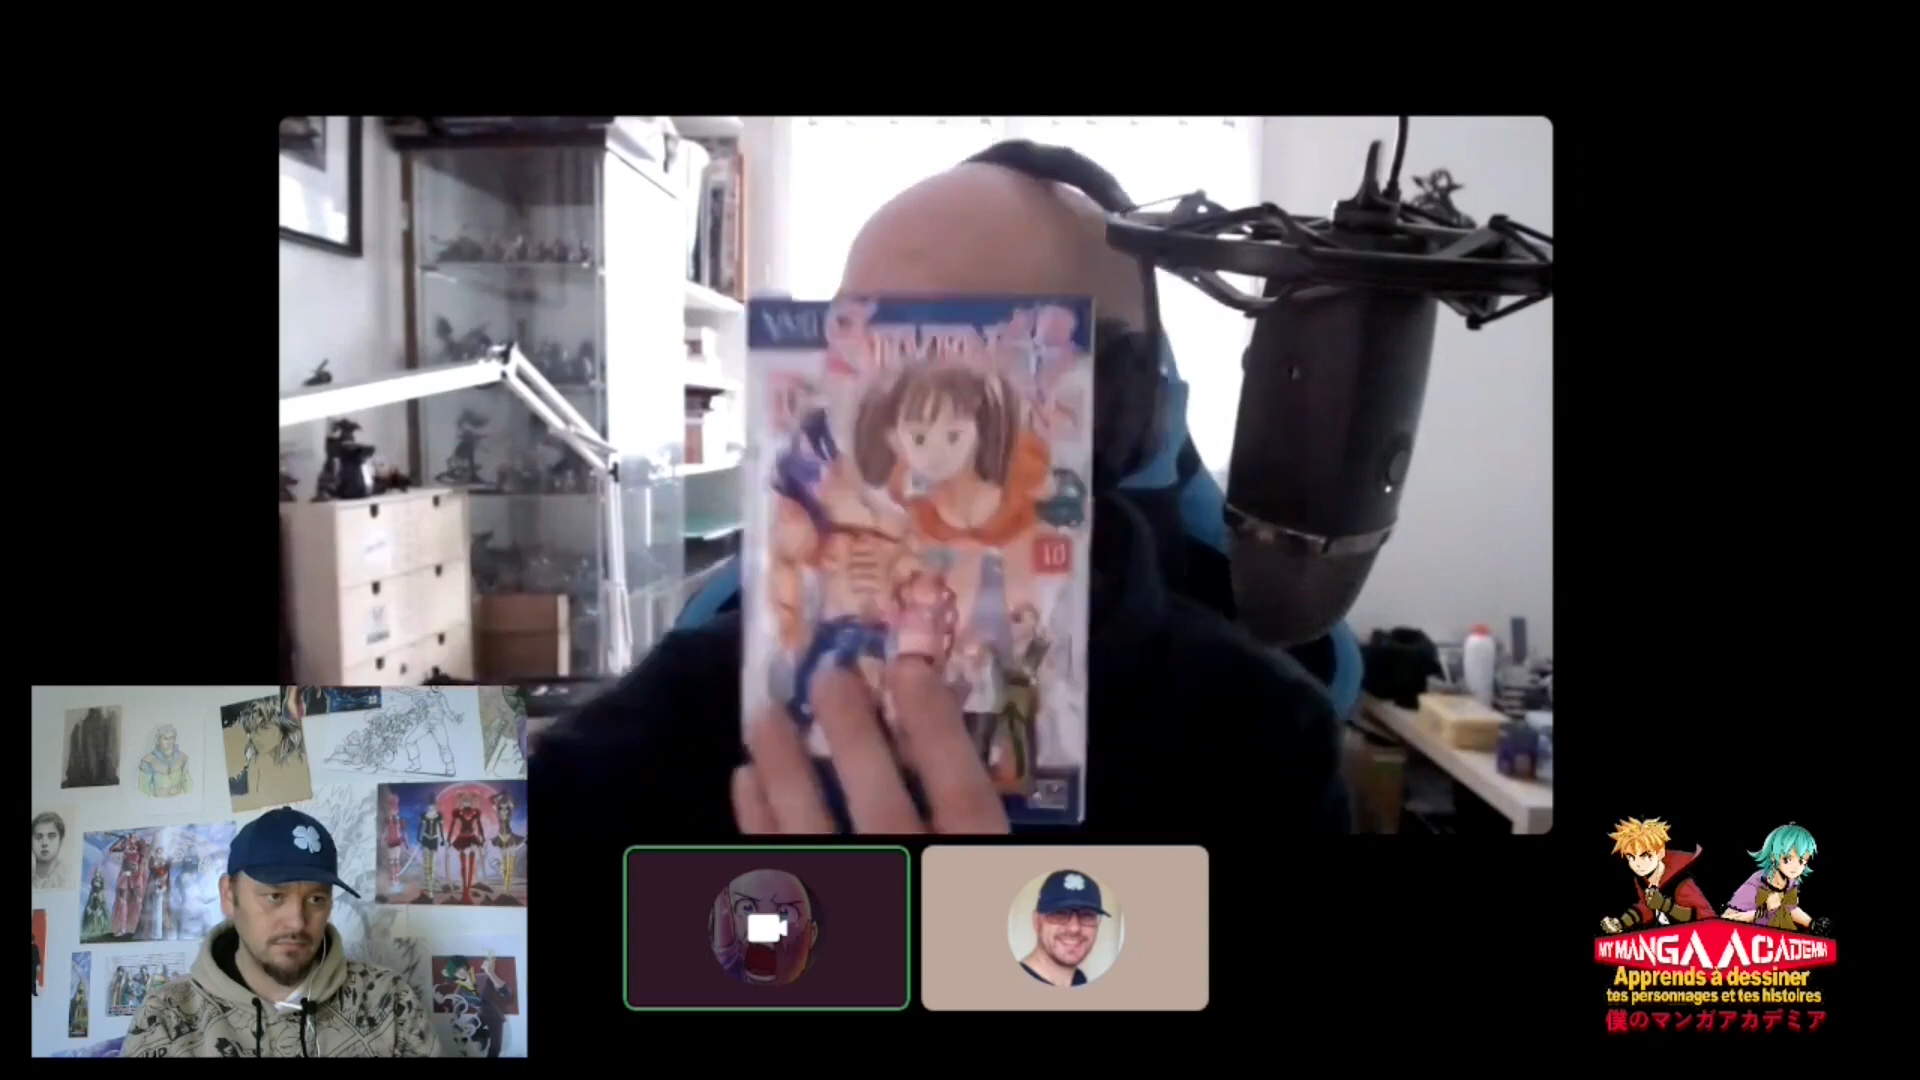 10
MY MANGA ACADEMIA
Apprends à dessiner
tes personnages et tes histoires
僕のマンガアカデミア